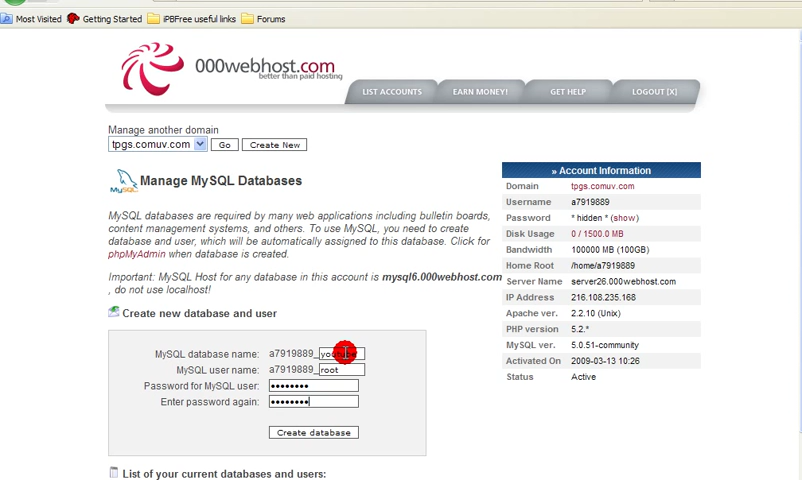 Most Visited Getting Started iPBFree useful links Forums
000webhost.com
better than paid hosting
LIST ACCOUNTS EARN MONEY! GET HELP LOGOUT [X]
Manage another domain
tpgs.comuv.com Go Create New
MySQL
Manage MySQL Databases
MySQL databases are required by many web applications including bulletin boards,
content management systems, and others. To use MySQL, you need to create
database and user, which will be automatically assigned to this database. Click for
phpMyAdmin when database is created.
Important: MySQL Host for any database in this account is mysql6.000webhost.com
, do not use localhost!
Create new database and user
MySQL database name: a7919889_youtube
MySQL user name: a7919889_root
Password for MySQL user: ••••••••
Enter password again: ••••••••
Create database
List of your current databases and users:
» Account Information
Domain tpgs.comuv.com
Username a7919889
Password * hidden * (show)
Disk Usage 0 / 1500.0 MB
Bandwidth 100000 MB (100GB)
Home Root /home/a7919889
Server Name server26.000webhost.com
IP Address 216.108.235.168
Apache ver. 2.2.10 (Unix)
PHP version 5.2.*
MySQL ver. 5.0.51-community
Activated On 2009-03-13 10:26
Status Active